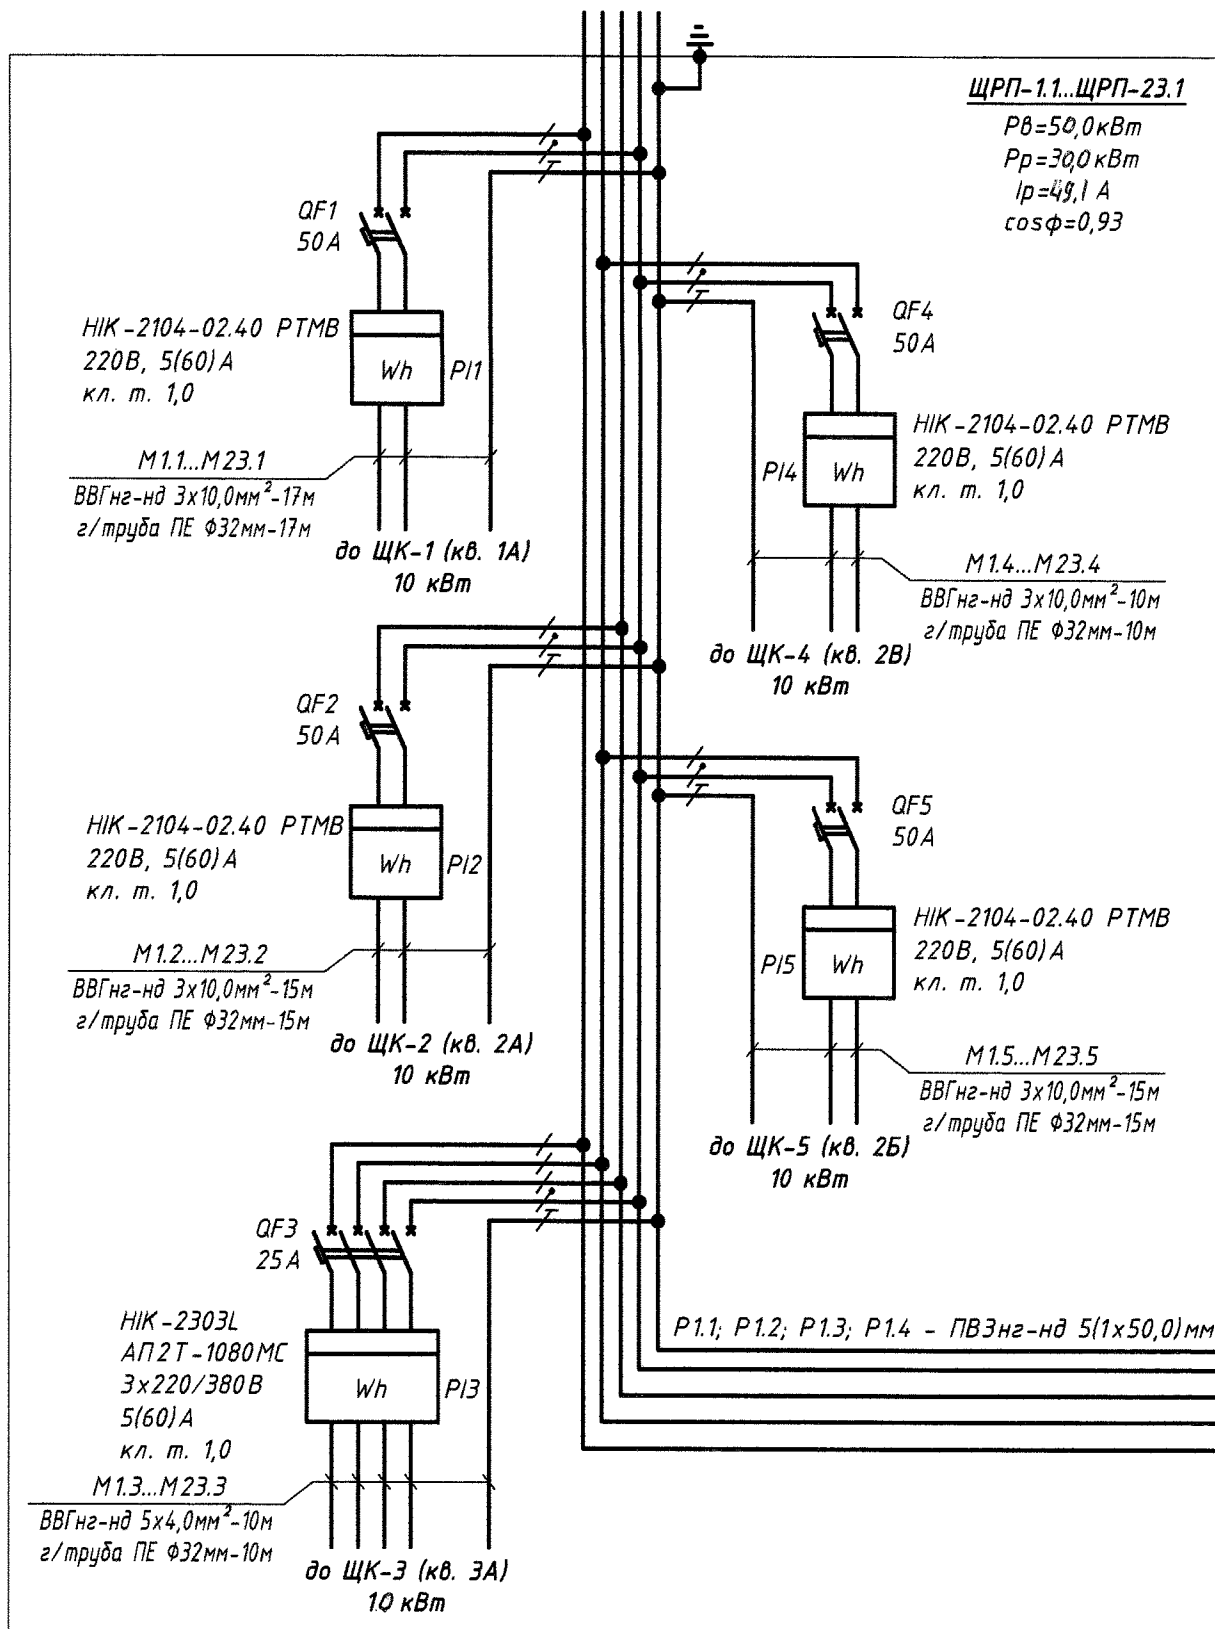 ЩРП-1.1...ЩРП-23.1
Рв=50,0кВт
Рр=30,0кВт
Ір=49,1 А
cosφ=0,93
QF1
50А
НІК-2104-02.40 РТМВ
220В, 5(60)А
кл. т. 1,0
Wh
PI1
М1.1...М23.1
ВВГнг-нд 3х10,0мм²-17м
г/труба ПЕ Ф32мм-17м
до ЩК-1 (кв. 1А)
10 кВт
QF4
50А
НІК-2104-02.40 РТМВ
220В, 5(60)А
кл. т. 1,0
PI4
Wh
М1.4...М23.4
ВВГнг-нд 3х10,0мм²-10м
г/труба ПЕ Ф32мм-10м
до ЩК-4 (кв. 2В)
10 кВт
QF2
50А
НІК-2104-02.40 РТМВ
220В, 5(60)А
кл. т. 1,0
Wh
PI2
М1.2...М23.2
ВВГнг-нд 3х10,0мм²-15м
г/труба ПЕ Ф32мм-15м
до ЩК-2 (кв. 2А)
10 кВт
QF5
50А
НІК-2104-02.40 РТМВ
220В, 5(60)А
кл. т. 1,0
PI5
Wh
М1.5...М23.5
ВВГнг-нд 3х10,0мм²-15м
г/труба ПЕ Ф32мм-15м
до ЩК-5 (кв. 2Б)
10 кВт
QF3
25А
НІК-2303L
АП2Т-1080МС
3х220/380В
5(60)А
кл. т. 1,0
Wh
PI3
М1.3...М23.3
ВВГнг-нд 5х4,0мм²-10м
г/труба ПЕ Ф32мм-10м
до ЩК-3 (кв. 3А)
10 кВт
Р1.1; Р1.2; Р1.3; Р1.4 - ПВ3нг-нд 5(1х50,0)мм